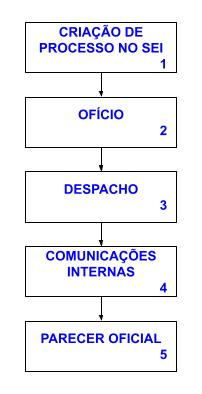 CRIAÇÃO DE
PROCESSO NO SEI
1
OFÍCIO
2
DESPACHO
3
COMUNICAÇÕES
INTERNAS
4
PARECER OFICIAL
5